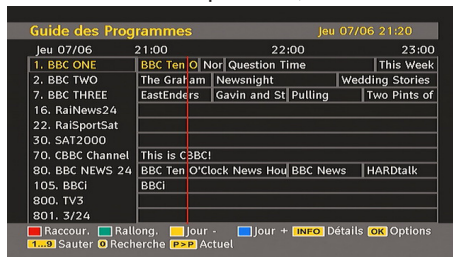 Guide des Programmes jeu 07/06 21:20
Jeu 07/06 21:00 22:00 23:00
1. BBC ONE BBC Ten O Nor Question Time This Week
2. BBC TWO The Graham Newsnight Wedding Stories
7. BBC THREE EastEnders Gavin and St Pulling Two Pints of
16. RaiNews24
22. RaiSportSat
30. SAT2000
70. CBBC Channel This is CBBC!
80. BBC NEWS 24 BBC Ten O'Clock News Hou BBC News HARDtalk
105. BBCi BBCi
800. TV3
801. 3/24
Raccour. Rallong. Jour - Jour + INFO Détails OK Options
1...9 Sauter 0 Recherche P>P Actuel